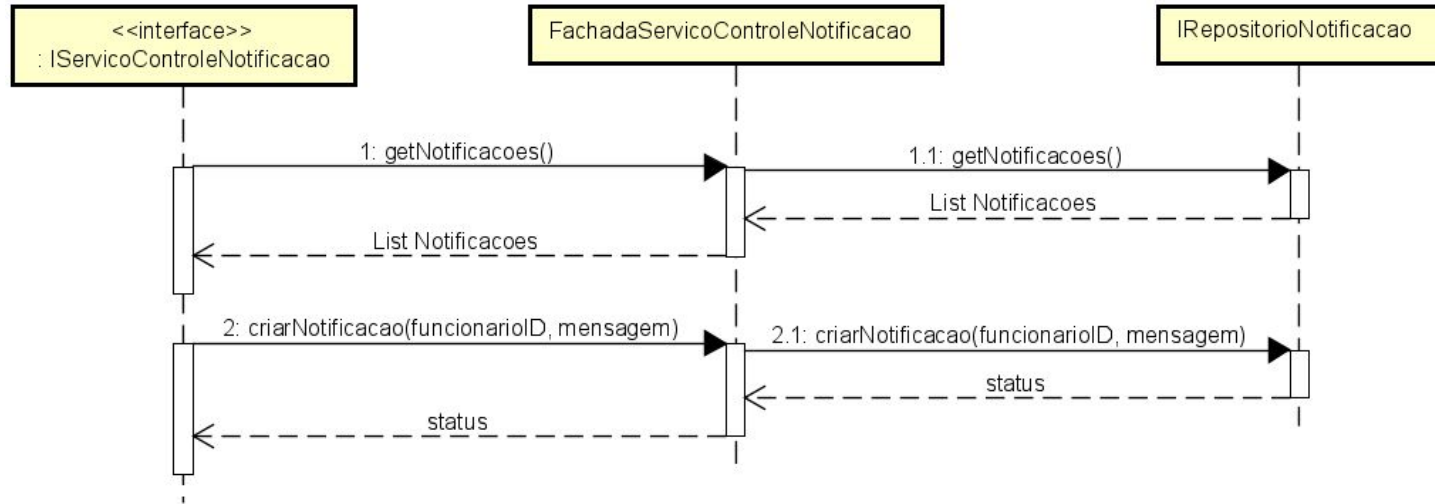 <<interface>>
: IServicoControleNotificacao
FachadaServicoControleNotificacao
IRepositorioNotificacao
1: getNotificacoes()
1.1: getNotificacoes()
List Notificacoes
List Notificacoes
2: criarNotificacao(funcionarioID, mensagem)
2.1: criarNotificacao(funcionarioID, mensagem)
status
status